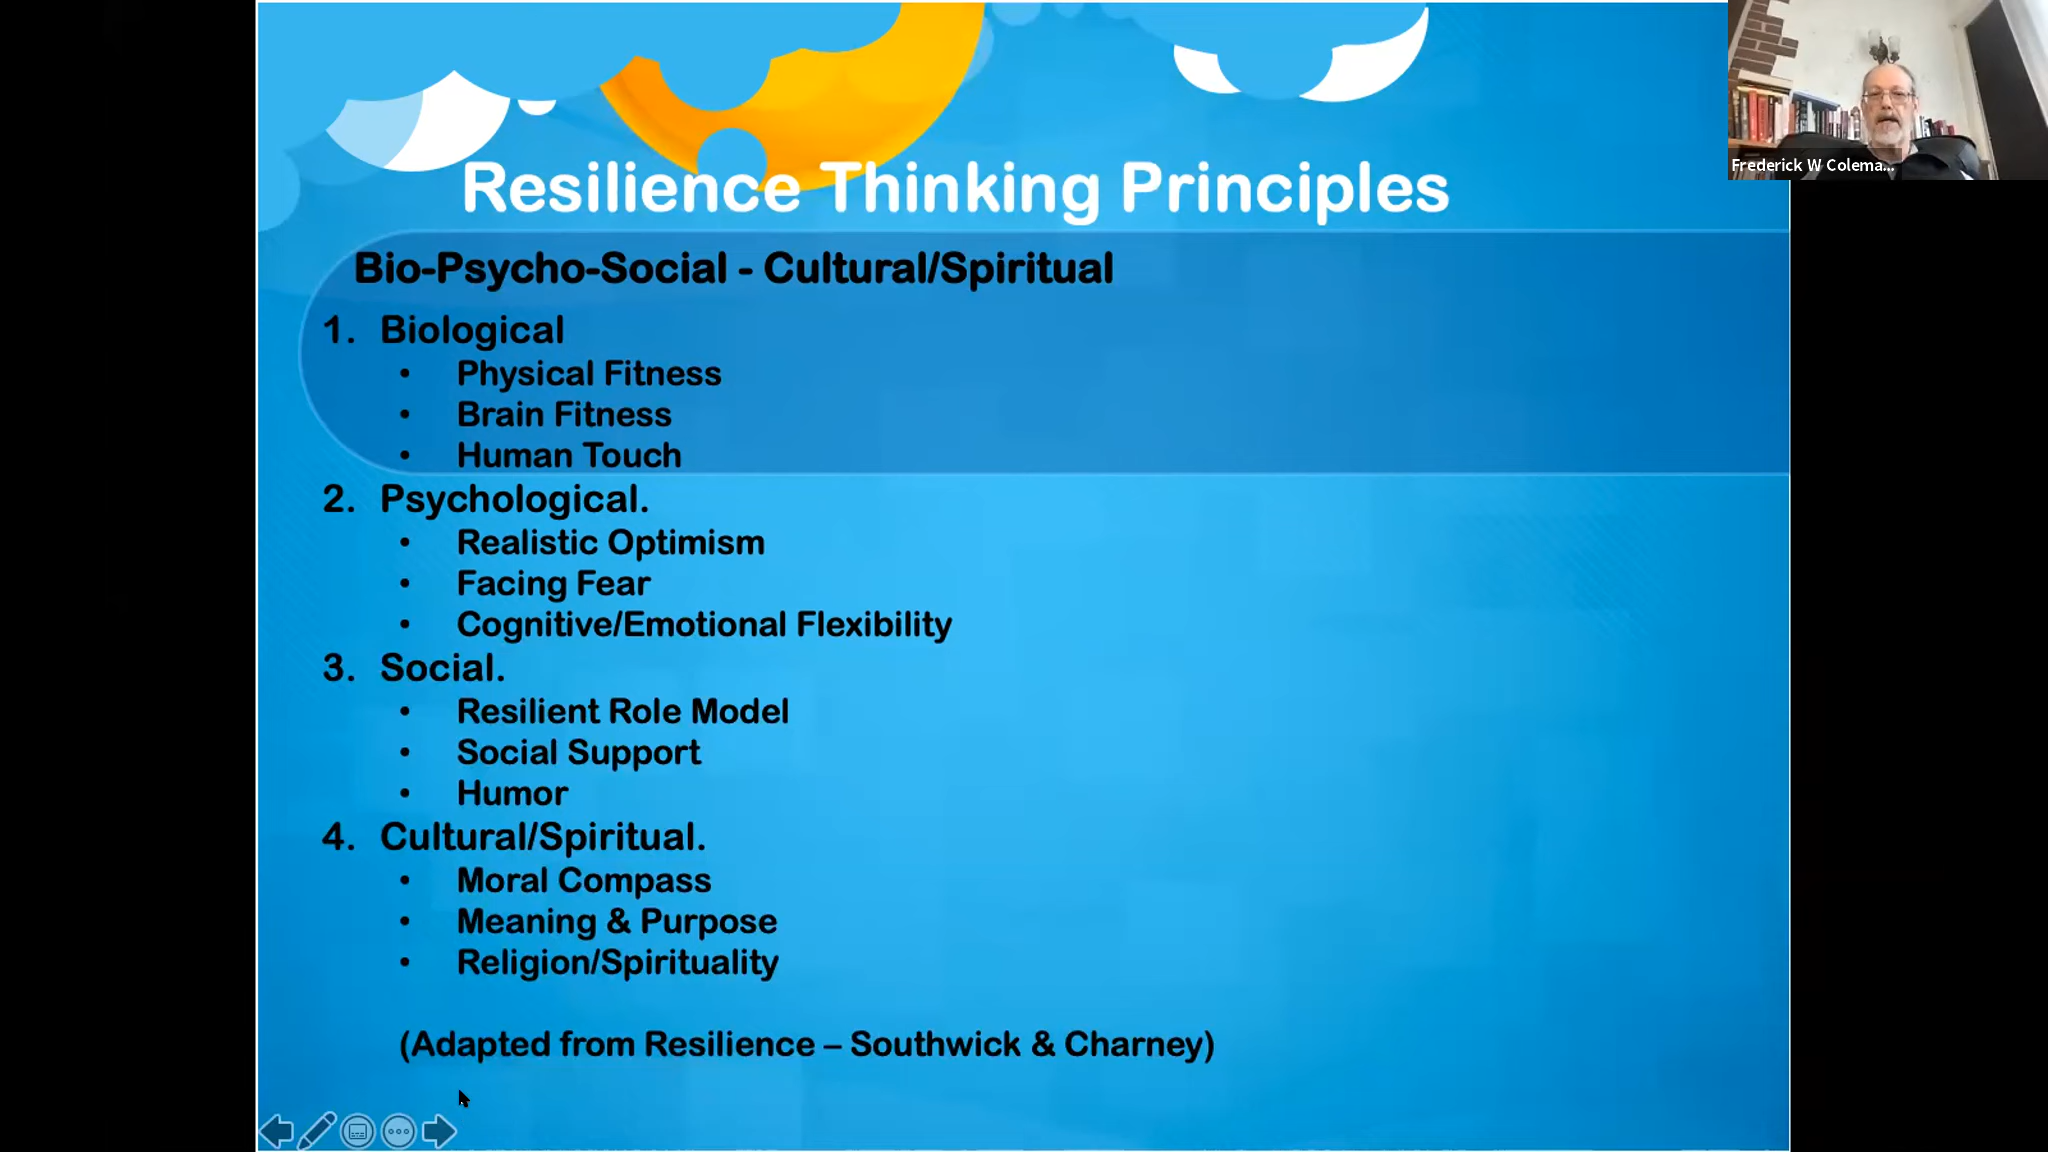 Resilience Thinking Principles
Frederick W Colema...
Bio-Psycho-Social - Cultural/Spiritual
1. Biological
• Physical Fitness
• Brain Fitness
• Human Touch
2. Psychological.
• Realistic Optimism
• Facing Fear
• Cognitive/Emotional Flexibility
3. Social.
• Resilient Role Model
• Social Support
• Humor
4. Cultural/Spiritual.
• Moral Compass
• Meaning & Purpose
• Religion/Spirituality
(Adapted from Resilience – Southwick & Charney)